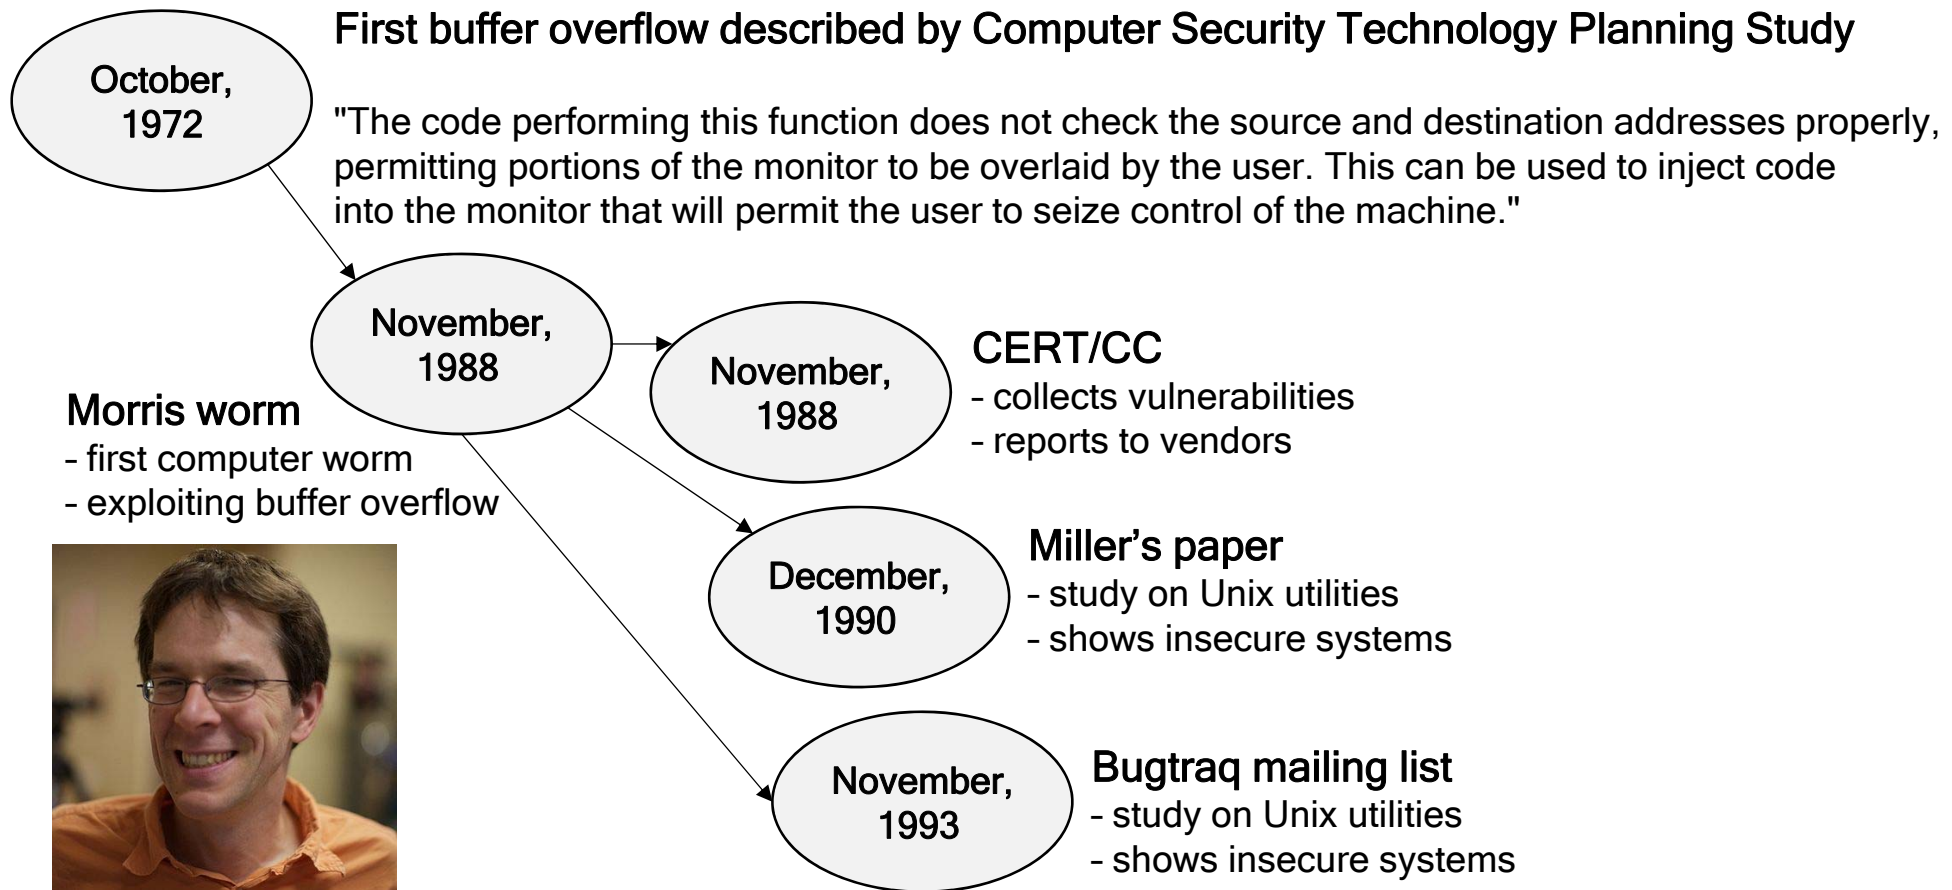 First buffer overflow described by Computer Security Technology Planning Study
October,
1972
"The code performing this function does not check the source and destination addresses properly,
permitting portions of the monitor to be overlaid by the user. This can be used to inject code
into the monitor that will permit the user to seize control of the machine."
November,
1988
Morris worm
- first computer worm
- exploiting buffer overflow
November,
1988
CERT/CC
- collects vulnerabilities
- reports to vendors
December,
1990
Miller’s paper
- study on Unix utilities
- shows insecure systems
November,
1993
Bugtraq mailing list
- study on Unix utilities
- shows insecure systems